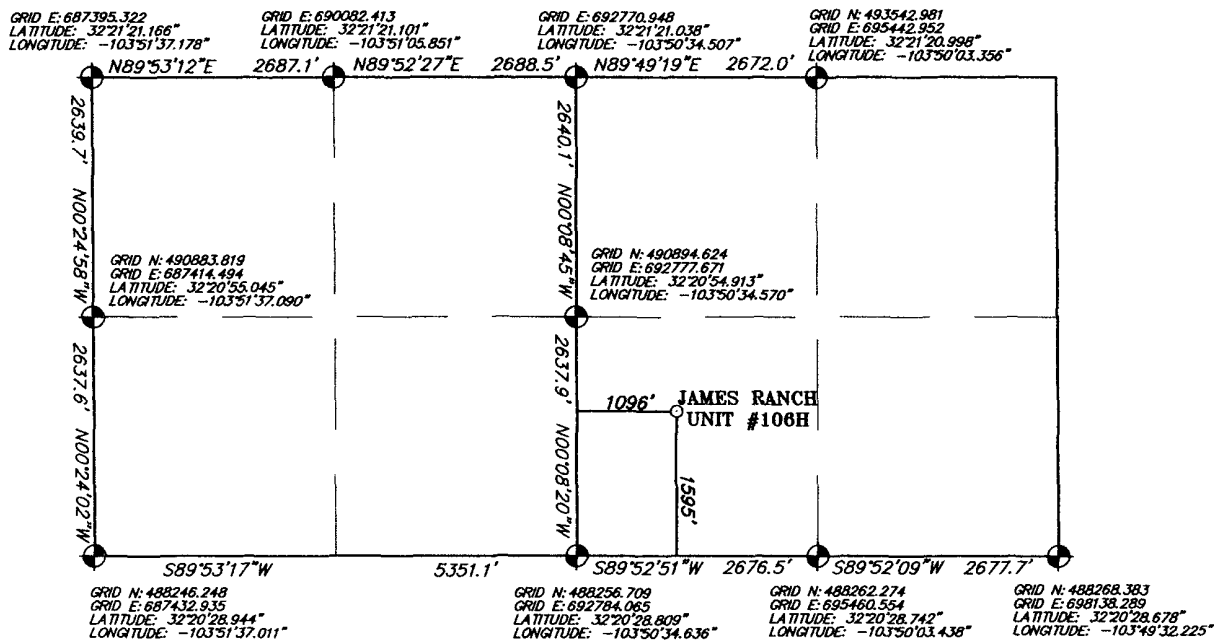 GRID E: 687395.322
LATITUDE: 32°21'21.166"
LONGITUDE: -103°51'37.178"
GRID E: 690082.413
LATITUDE: 32°21'21.101"
LONGITUDE: -103°51'05.851"
GRID E: 692770.948
LATITUDE: 32°21'21.038"
LONGITUDE: -103°50'34.507"
GRID N: 493542.981
GRID E: 695442.952
LATITUDE: 32°21'20.998"
LONGITUDE: -103°50'03.356"
N89°53'12"E 2687.1'
N89°52'27"E 2688.5'
N89°49'19"E 2672.0'
2639.7' N00°24'58"W
2640.1' N00°08'45"W
GRID N: 490883.819
GRID E: 687414.494
LATITUDE: 32°20'55.045"
LONGITUDE: -103°51'37.090"
GRID N: 490894.624
GRID E: 692777.671
LATITUDE: 32°20'54.913"
LONGITUDE: -103°50'34.570"
2637.6' N00°24'02"W
2637.9' N00°08'20"W
1096'
JAMES RANCH
UNIT #106H
1595'
S89°53'17"W 5351.1'
S89°52'51"W 2676.5'
S89°52'09"W 2677.7'
GRID N: 488246.248
GRID E: 687432.935
LATITUDE: 32°20'28.944"
LONGITUDE: -103°51'37.011"
GRID N: 488256.709
GRID E: 692784.065
LATITUDE: 32°20'28.809"
LONGITUDE: -103°50'34.636"
GRID N: 488262.274
GRID E: 695460.554
LATITUDE: 32°20'28.742"
LONGITUDE: -103°50'03.438"
GRID N: 488268.383
GRID E: 698138.289
LATITUDE: 32°20'28.678"
LONGITUDE: -103°49'32.225"